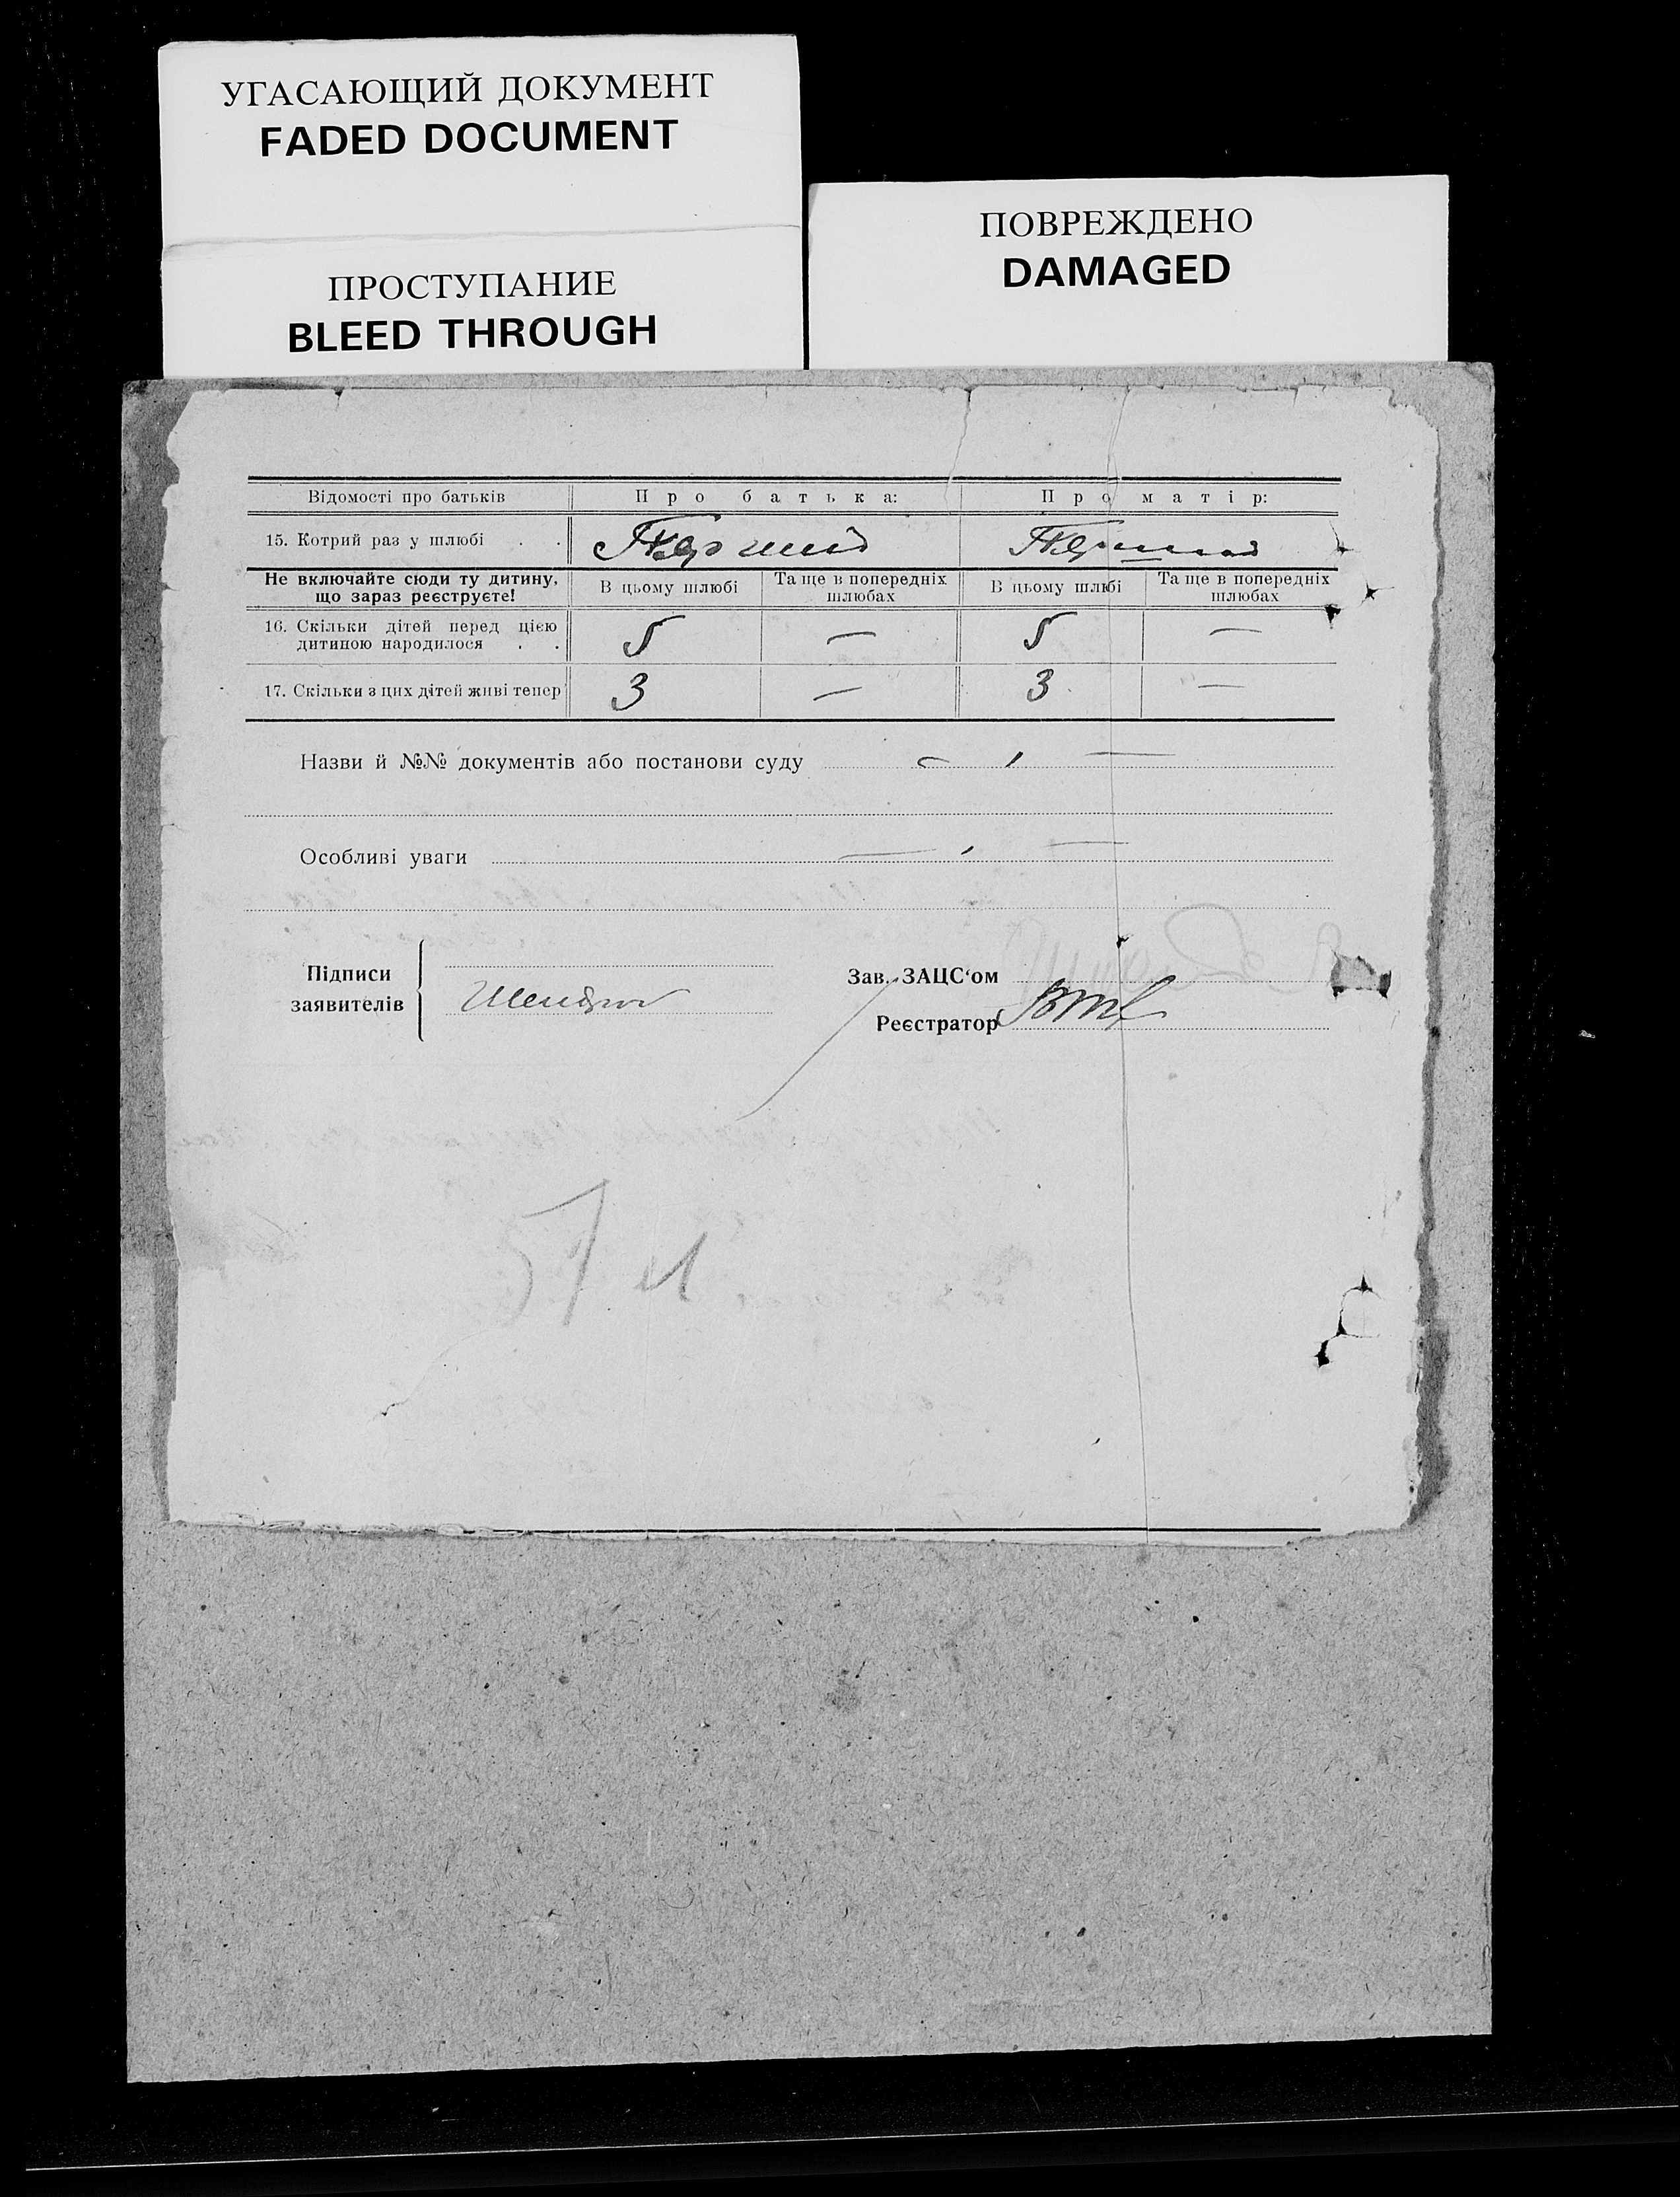 УГАСАЮЩИЙ ДОКУМЕНТ
FADED DOCUMENT
ПРОСТУПАНИЕ
BLEED THROUGH
ПОВРЕЖДЕНО
DAMAGED
Відомості про батьків Про батька: Про матір:
15. Котрий раз у шлюбі . . Перший Перший
Не включайте сюди ту дитину, що зараз реєструєте! В цьому шлюбі Та ще в попередніх шлюбах В цьому шлюбі Та ще в попередніх шлюбах
16. Скільки дітей перед цією дитиною народилося . . 5 — 5 —
17. Скільки з цих дітей живі тепер 3 — 3 —
Назви й №№ документів або постанови суду
Особливі уваги
Підписи заявителів
Зав. ЗАЦС‘ом
Реєстратор